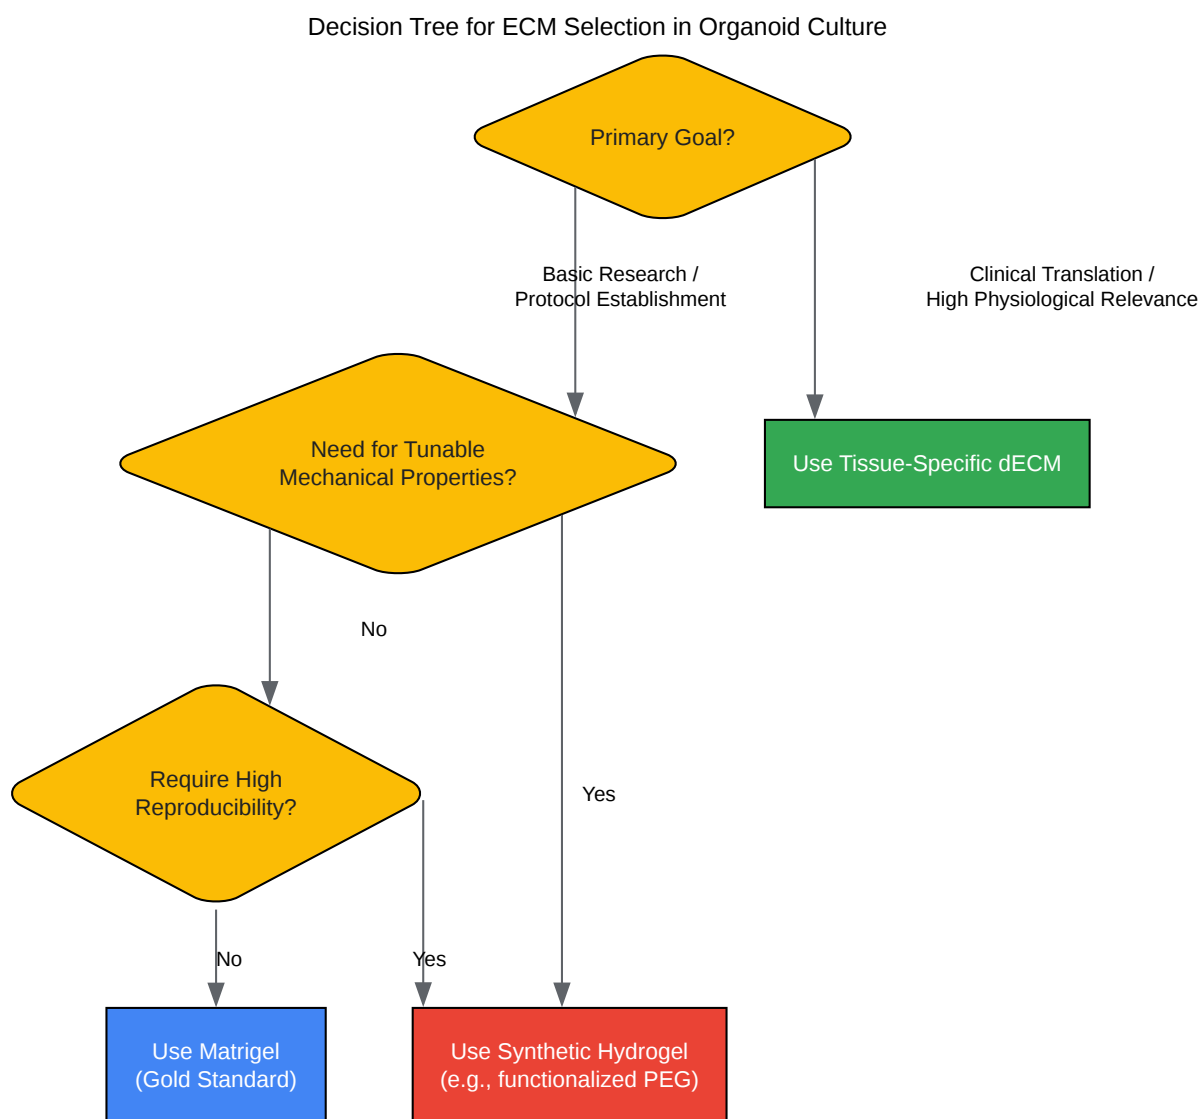 Decision Tree for ECM Selection in Organoid Culture
Primary Goal?
Basic Research /
Protocol Establishment
Clinical Translation /
High Physiological Relevance
Need for Tunable
Mechanical Properties?
Use Tissue-Specific dECM
No
Require High
Reproducibility?
Yes
No
Yes
Use Matrigel
(Gold Standard)
Use Synthetic Hydrogel
(e.g., functionalized PEG)